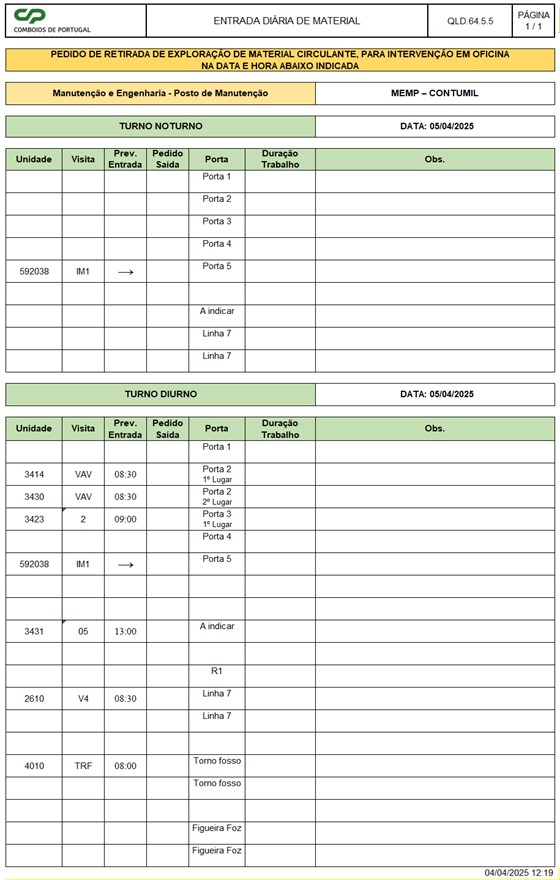 CP
COMBOIOS DE PORTUGAL
ENTRADA DIÁRIA DE MATERIAL
QLD.64.5.5
PÁGINA
1 / 1
PEDIDO DE RETIRADA DE EXPLORAÇÃO DE MATERIAL CIRCULANTE, PARA INTERVENÇÃO EM OFICINA
NA DATA E HORA ABAIXO INDICADA
Manutenção e Engenharia - Posto de Manutenção MEMP – CONTUMIL
TURNO NOTURNO DATA: 05/04/2025
Unidade Visita Prev. Entrada Pedido Saída Porta Duração Trabalho Obs.
Porta 1
Porta 2
Porta 3
Porta 4
592038 IM1 → Porta 5
A indicar
Linha 7
Linha 7
TURNO DIURNO DATA: 05/04/2025
Unidade Visita Prev. Entrada Pedido Saída Porta Duração Trabalho Obs.
Porta 1
3414 VAV 08:30 Porta 2 1º Lugar
3430 VAV 08:30 Porta 2 2º Lugar
3423 2 09:00 Porta 3 1º Lugar
Porta 4
592038 IM1 → Porta 5
3431 05 13:00 A indicar
R1
2610 V4 08:30 Linha 7
Linha 7
4010 TRF 08:00 Torno fosso
Torno fosso
Figueira Foz
Figueira Foz
04/04/2025 12:19